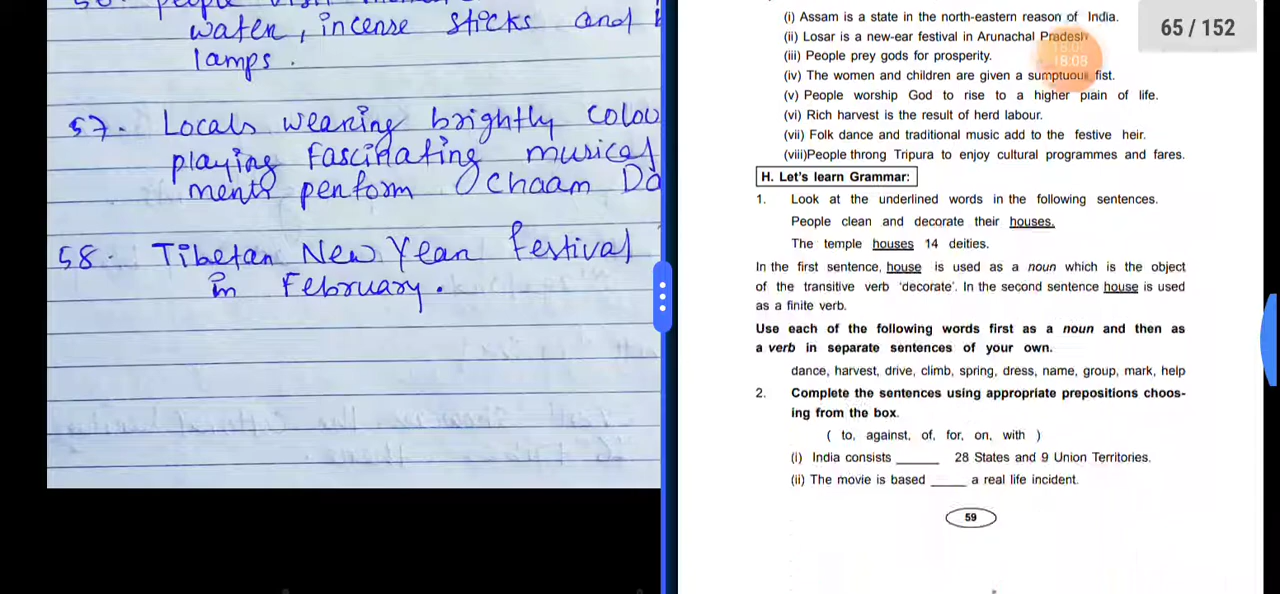 water, incense sticks and
lamps.
57. Locals wearing brightly colou
playing fascinating musical
ments perform Ochaam Da
58. Tibetan New Year festival
in February.
(i) Assam is a state in the north-eastern reason of India.
(ii) Losar is a new-ear festival in Arunachal Pradesh
(iii) People prey gods for prosperity.
(iv) The women and children are given a sumptuous fist.
(v) People worship God to rise to a higher plain of life.
(vi) Rich harvest is the result of herd labour.
(vii) Folk dance and traditional music add to the festive heir.
(viii)People throng Tripura to enjoy cultural programmes and fares.
65 / 152
18:08
H. Let's learn Grammar:
1. Look at the underlined words in the following sentences.
People clean and decorate their houses.
The temple houses 14 deities.
In the first sentence, house is used as a noun which is the object
of the transitive verb 'decorate'. In the second sentence house is used
as a finite verb.
Use each of the following words first as a noun and then as
a verb in separate sentences of your own.
dance, harvest, drive, climb, spring, dress, name, group, mark, help
2. Complete the sentences using appropriate prepositions choos-
ing from the box.
( to, against, of, for, on, with )
(i) India consists ______ 28 States and 9 Union Territories.
(ii) The movie is based _____ a real life incident.
59